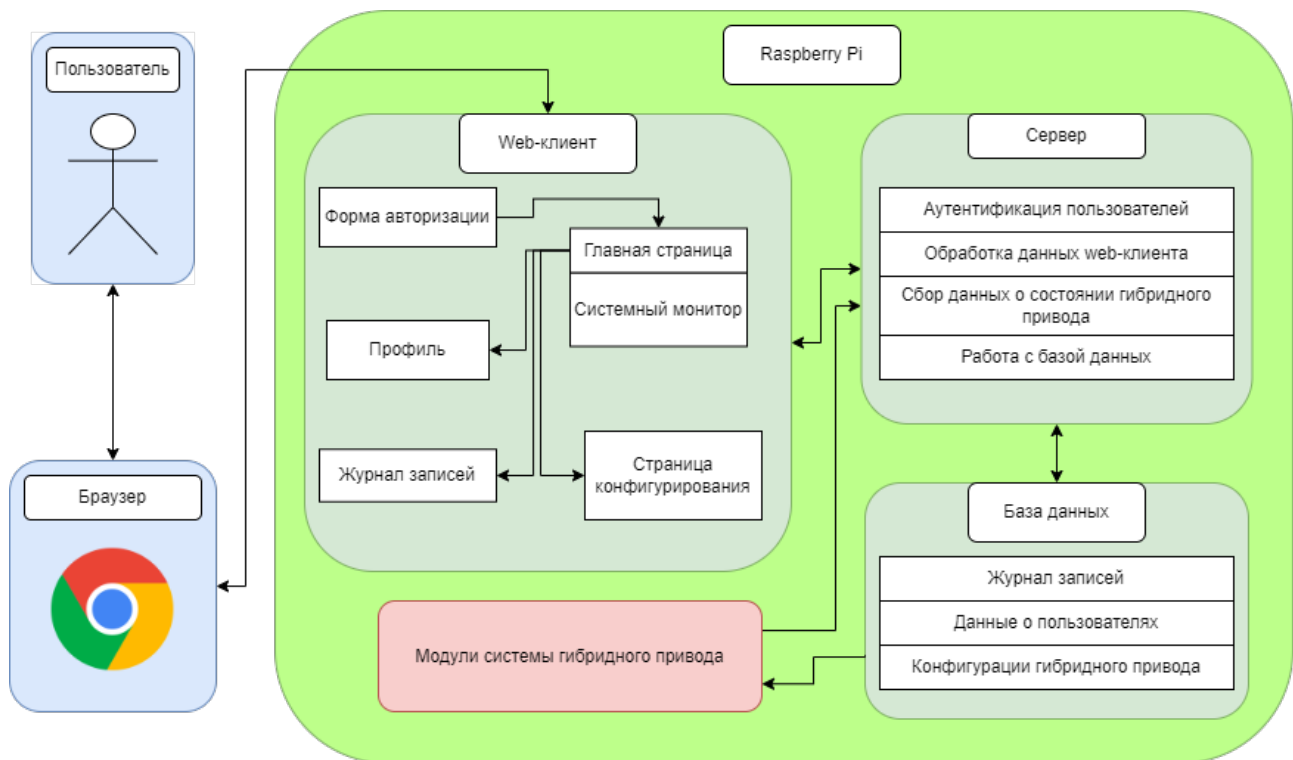 Raspberry Pi
Пользователь
Браузер
Web-клиент
Форма авторизации
Главная страница
Системный монитор
Профиль
Журнал записей
Страница
конфигурирования
Сервер
Аутентификация пользователей
Обработка данных web-клиента
Сбор данных о состоянии гибридного
привода
Работа с базой данных
База данных
Журнал записей
Данные о пользователях
Конфигурации гибридного привода
Модули системы гибридного привода